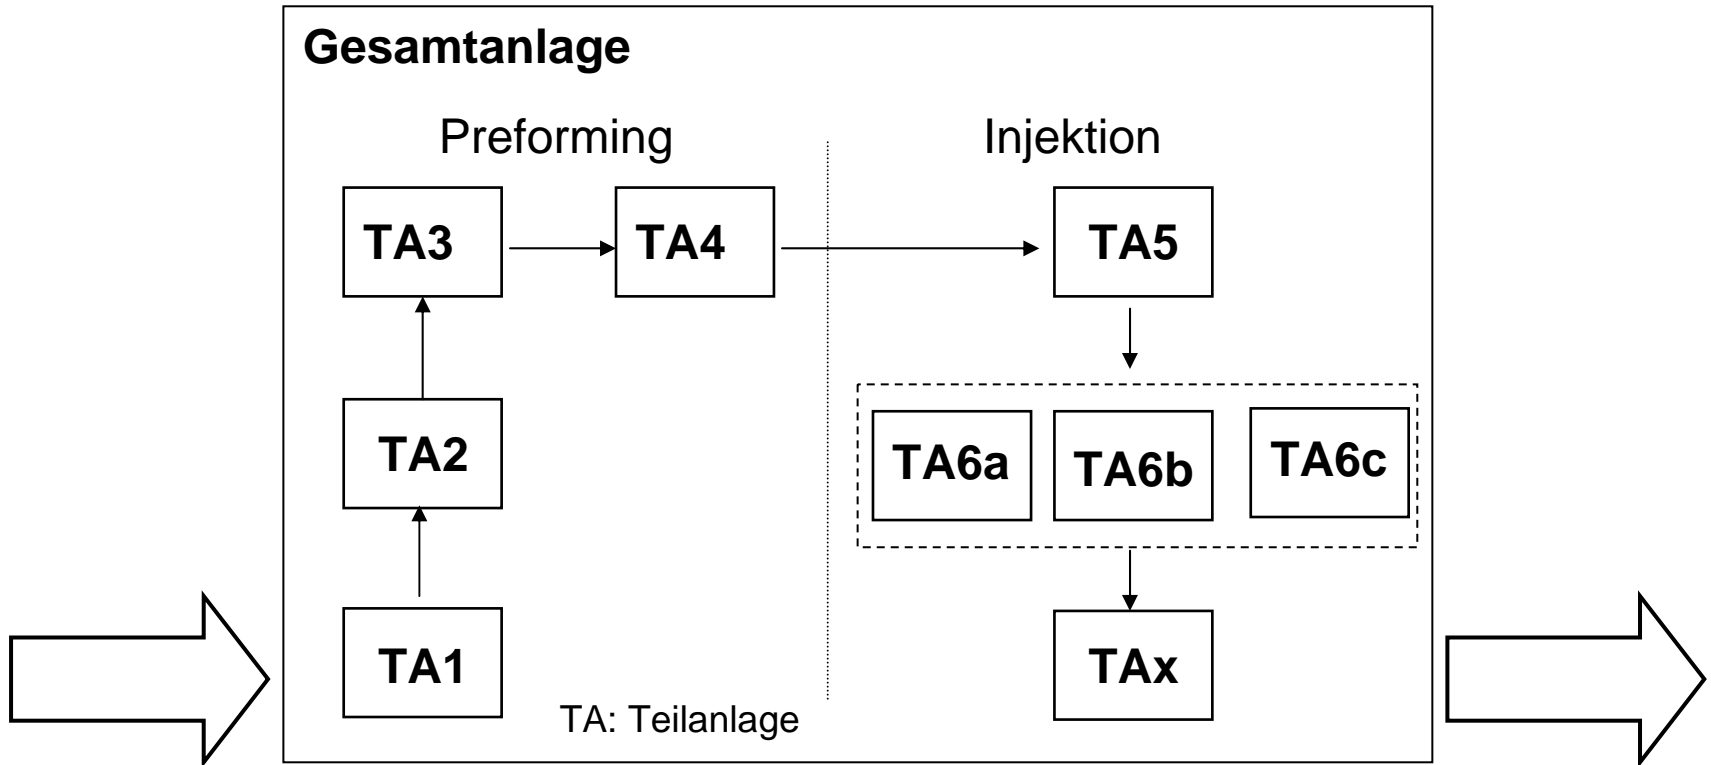 Gesamtanlage
Preforming
Injektion
TA3
TA4
TA5
TA2
TA6a
TA6b
TA6c
TA1
TAx
TA: Teilanlage